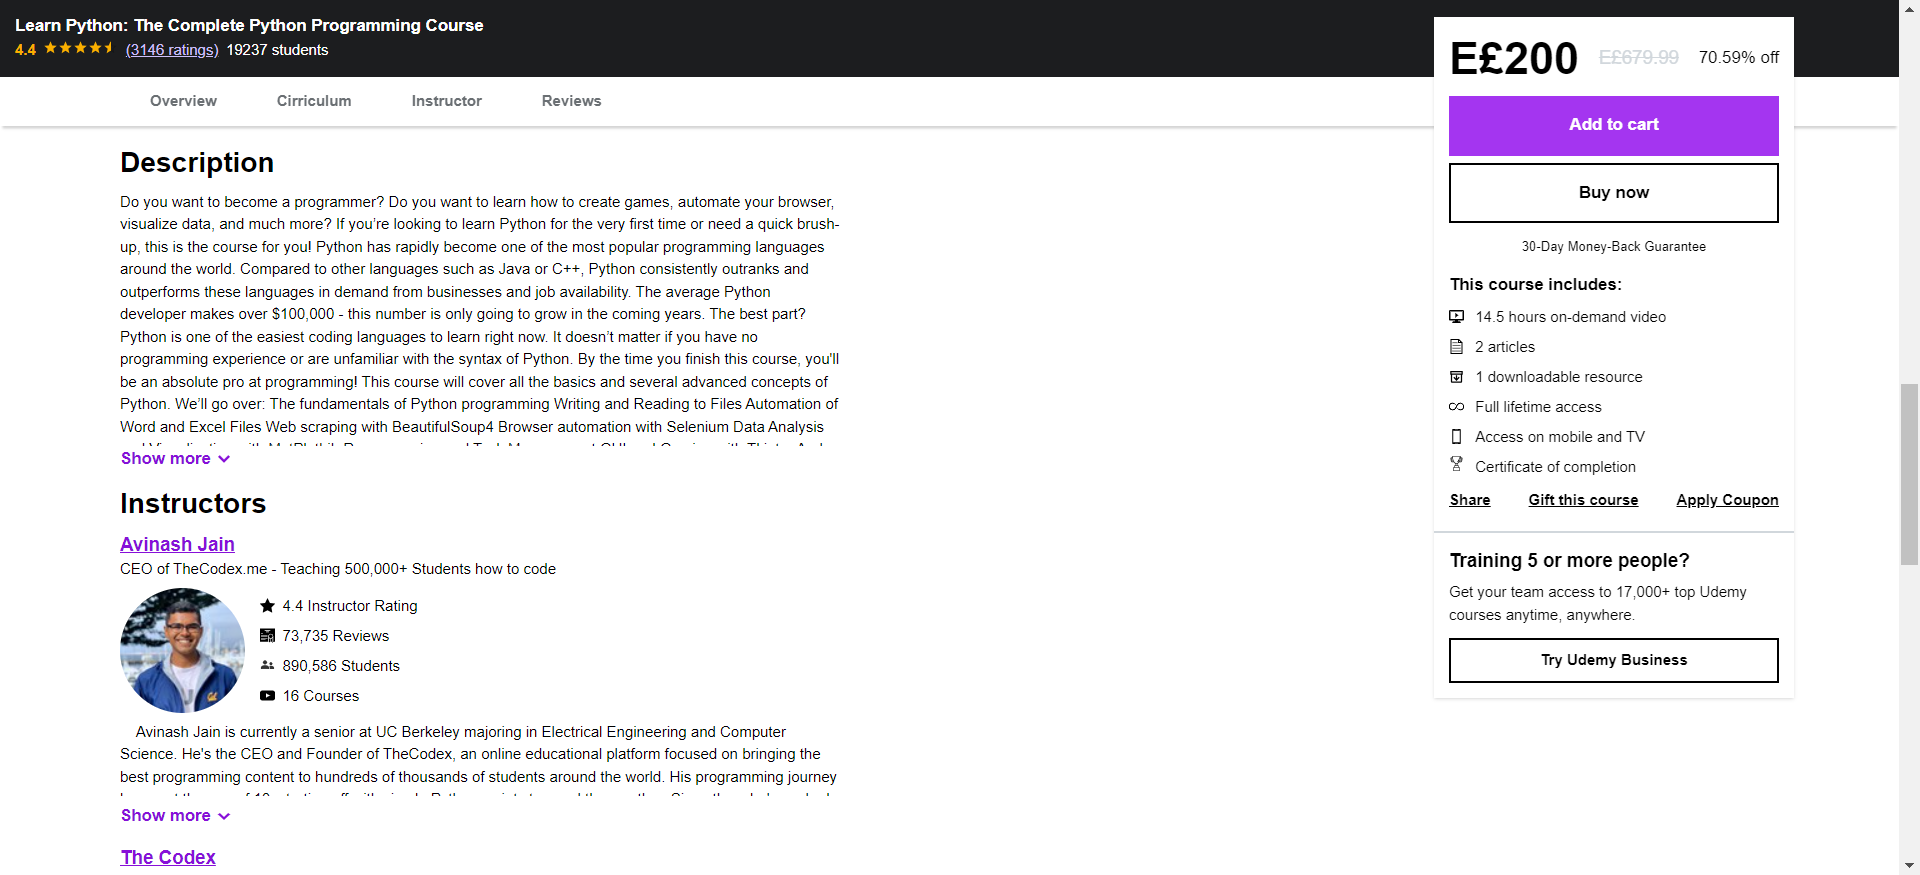 Learn Python: The Complete Python Programming Course
4.4 (3146 ratings) 19237 students
Overview Cirriculum Instructor Reviews
Description
Do you want to become a programmer? Do you want to learn how to create games, automate your browser,
visualize data, and much more? If you’re looking to learn Python for the very first time or need a quick brush-
up, this is the course for you! Python has rapidly become one of the most popular programming languages
around the world. Compared to other languages such as Java or C++, Python consistently outranks and
outperforms these languages in demand from businesses and job availability. The average Python
developer makes over $100,000 - this number is only going to grow in the coming years. The best part?
Python is one of the easiest coding languages to learn right now. It doesn’t matter if you have no
programming experience or are unfamiliar with the syntax of Python. By the time you finish this course, you'll
be an absolute pro at programming! This course will cover all the basics and several advanced concepts of
Python. We’ll go over: The fundamentals of Python programming Writing and Reading to Files Automation of
Word and Excel Files Web scraping with BeautifulSoup4 Browser automation with Selenium Data Analysis
Show more
Instructors
Avinash Jain
CEO of TheCodex.me - Teaching 500,000+ Students how to code
4.4 Instructor Rating
73,735 Reviews
890,586 Students
16 Courses
Avinash Jain is currently a senior at UC Berkeley majoring in Electrical Engineering and Computer
Science. He's the CEO and Founder of TheCodex, an online educational platform focused on bringing the
best programming content to hundreds of thousands of students around the world. His programming journey
Show more
The Codex
E£200 E£679.99 70.59% off
Add to cart
Buy now
30-Day Money-Back Guarantee
This course includes:
14.5 hours on-demand video
2 articles
1 downloadable resource
Full lifetime access
Access on mobile and TV
Certificate of completion
Share Gift this course Apply Coupon
Training 5 or more people?
Get your team access to 17,000+ top Udemy
courses anytime, anywhere.
Try Udemy Business